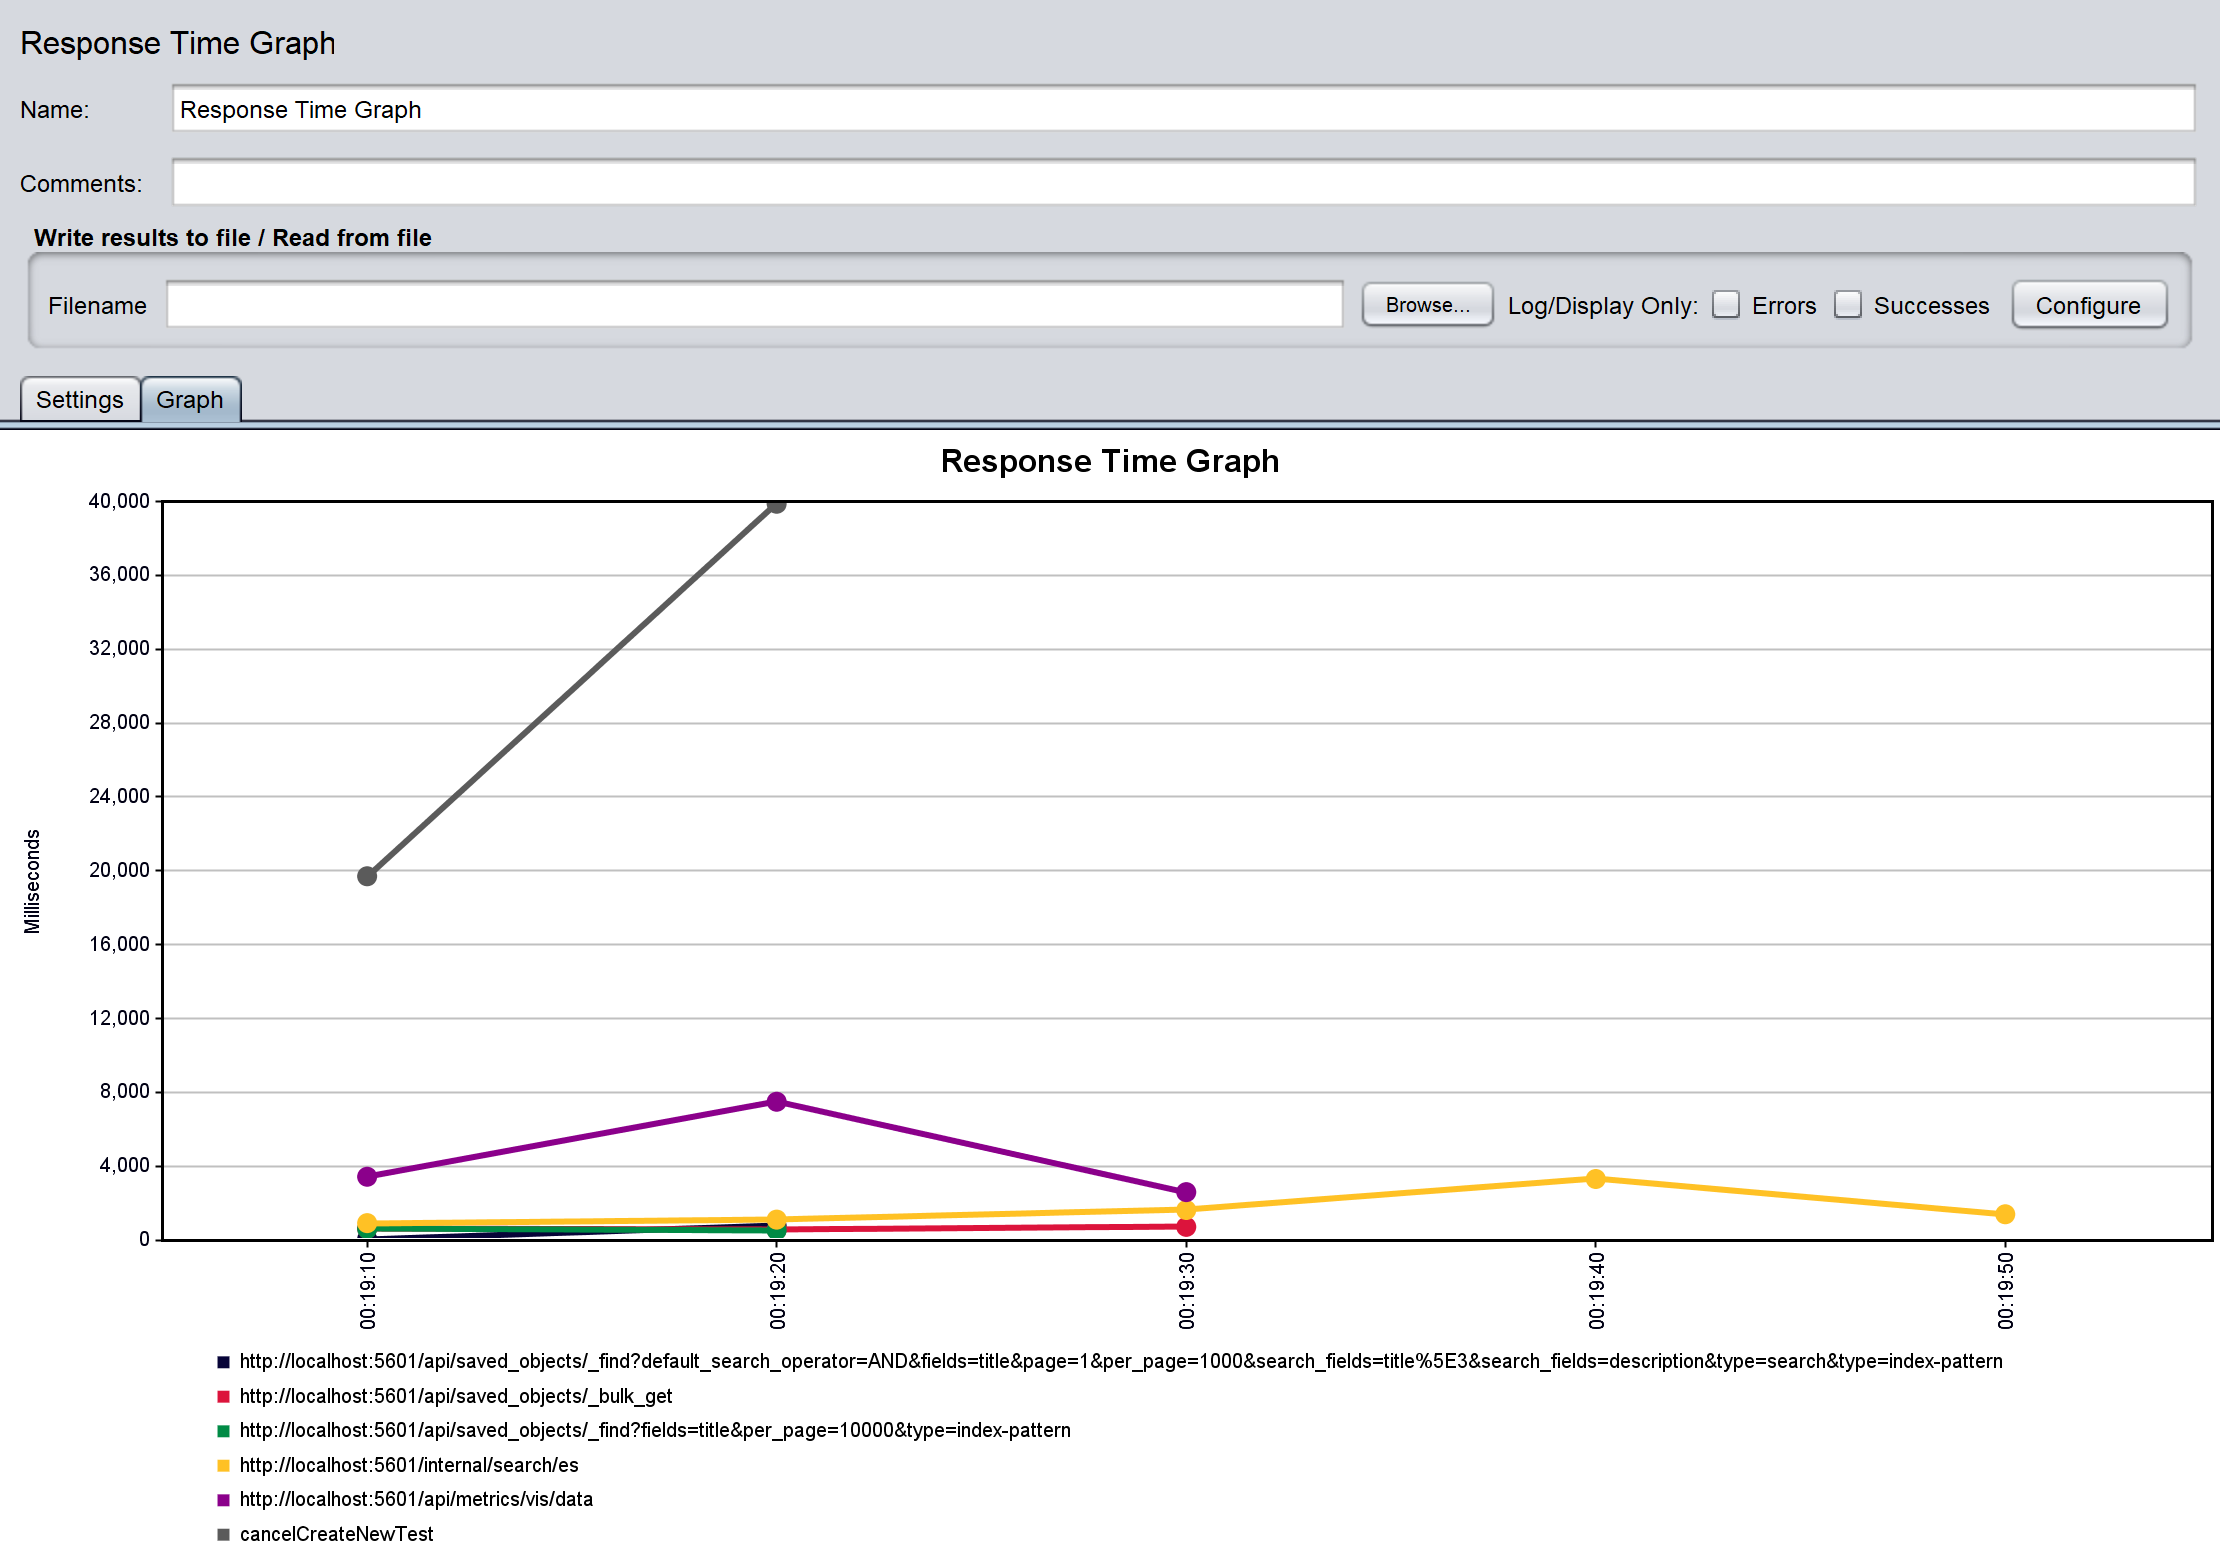 Response Time Graph
Name: Response Time Graph
Comments:
Write results to file / Read from file
Filename Browse... Log/Display Only: Errors Successes Configure
Settings Graph
Response Time Graph
40,000
36,000
32,000
28,000
24,000
20,000
16,000
12,000
8,000
4,000
0
Milliseconds
00:19:10 00:19:20 00:19:30 00:19:40 00:19:50
http://localhost:5601/api/saved_objects/_find?default_search_operator=AND&fields=title&page=1&per_page=1000&search_fields=title%5E3&search_fields=description&type=search&type=index-pattern
http://localhost:5601/api/saved_objects/_bulk_get
http://localhost:5601/api/saved_objects/_find?fields=title&per_page=10000&type=index-pattern
http://localhost:5601/internal/search/es
http://localhost:5601/api/metrics/vis/data
cancelCreateNewTest